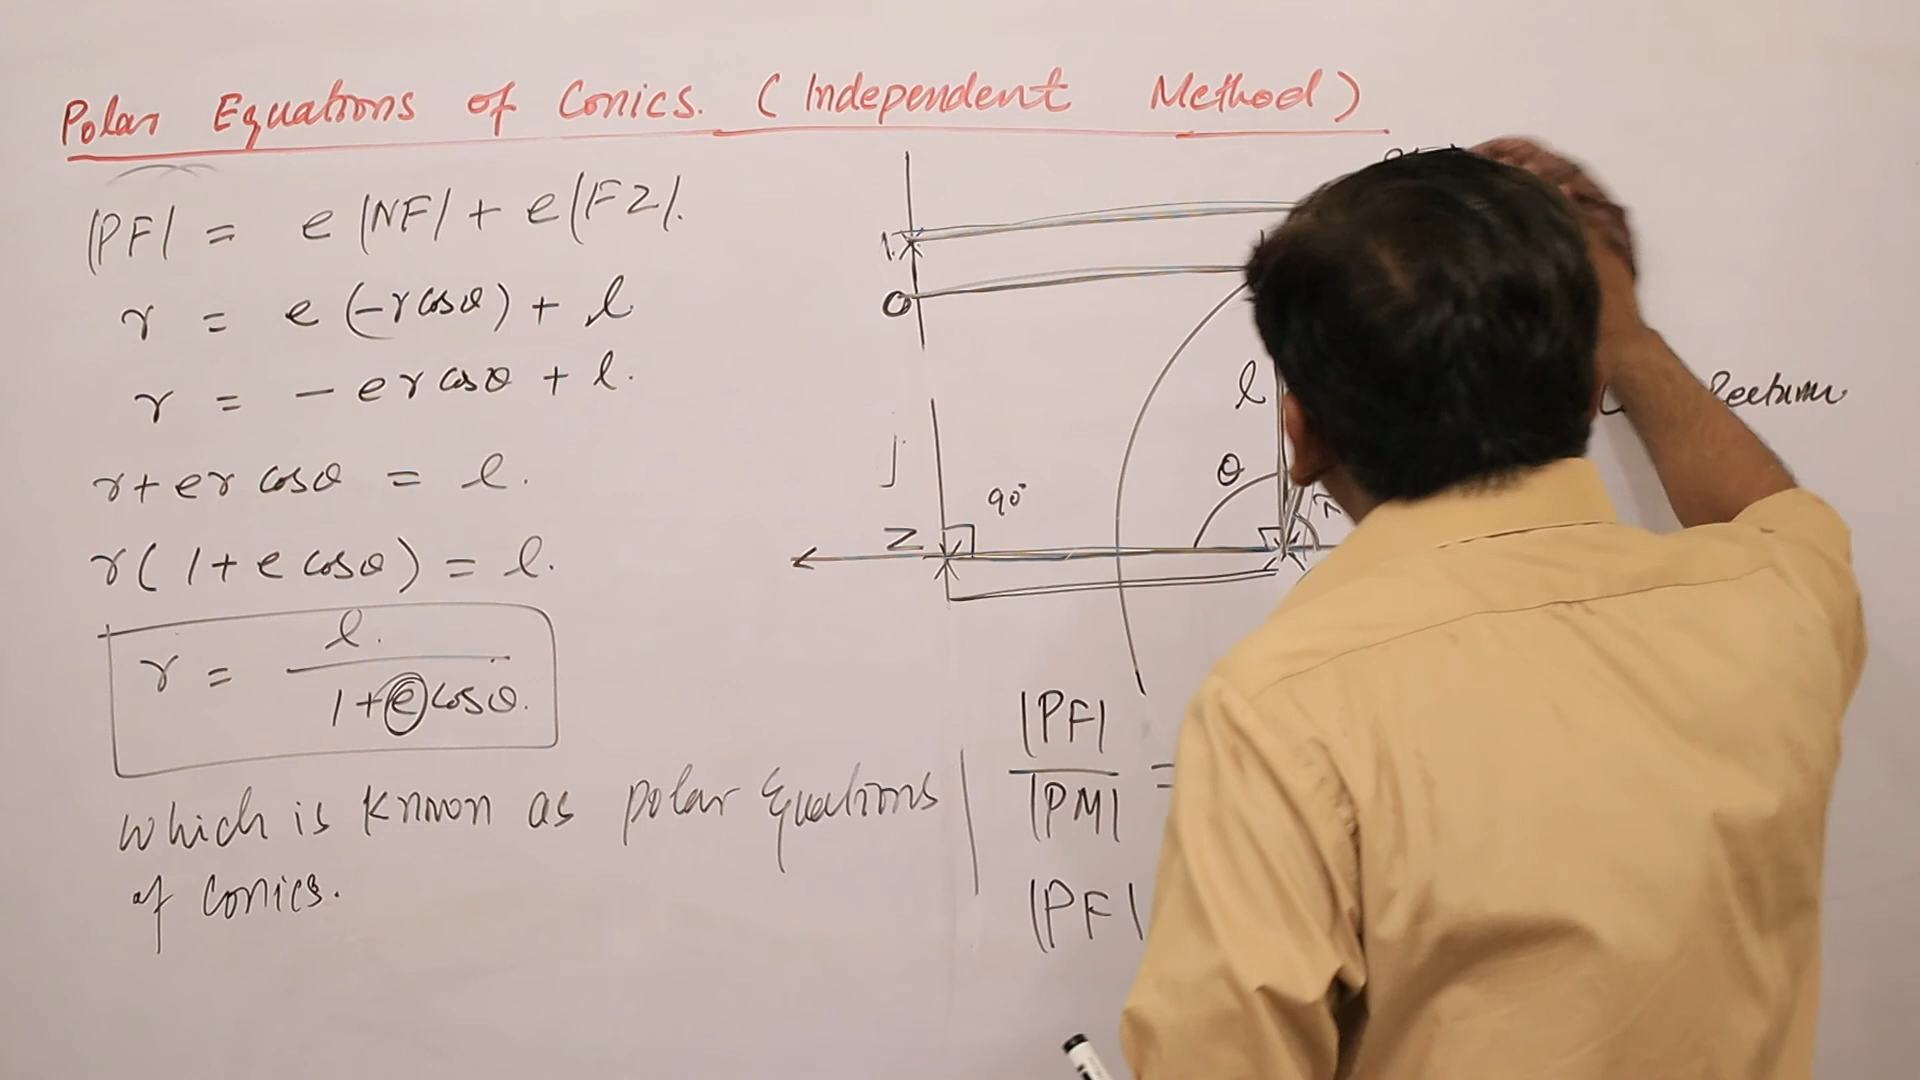 Polar Equations of Conics. (Independent Method)
|PF| = e |NF| + e |FZ|.
r = e (-r cosθ) + l.
r = - e r cosθ + l.
r + e r cosθ = l.
r (1 + e cosθ) = l.
r = l. / 1 + e cosθ.
which is known as polar Equations
of Conics.
O
l
Rectum
θ
90°
Z
|PF| / |PM| =
|PF|